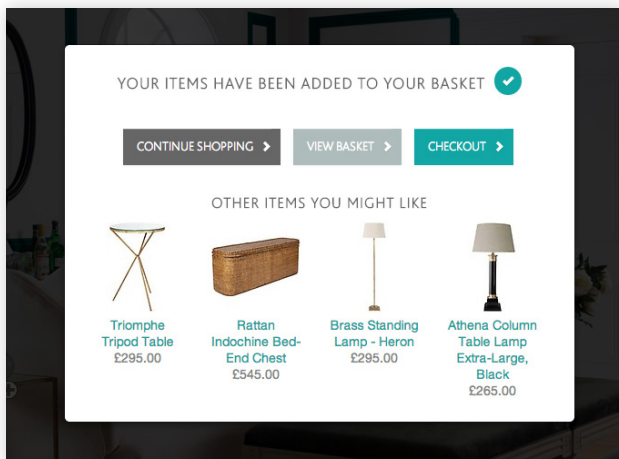 YOUR ITEMS HAVE BEEN ADDED TO YOUR BASKET
CONTINUE SHOPPING
VIEW BASKET
CHECKOUT
OTHER ITEMS YOU MIGHT LIKE
Triomphe
Tripod Table
£295.00
Rattan
Indochine Bed-
End Chest
£545.00
Brass Standing
Lamp - Heron
£295.00
Athena Column
Table Lamp
Extra-Large,
Black
£265.00